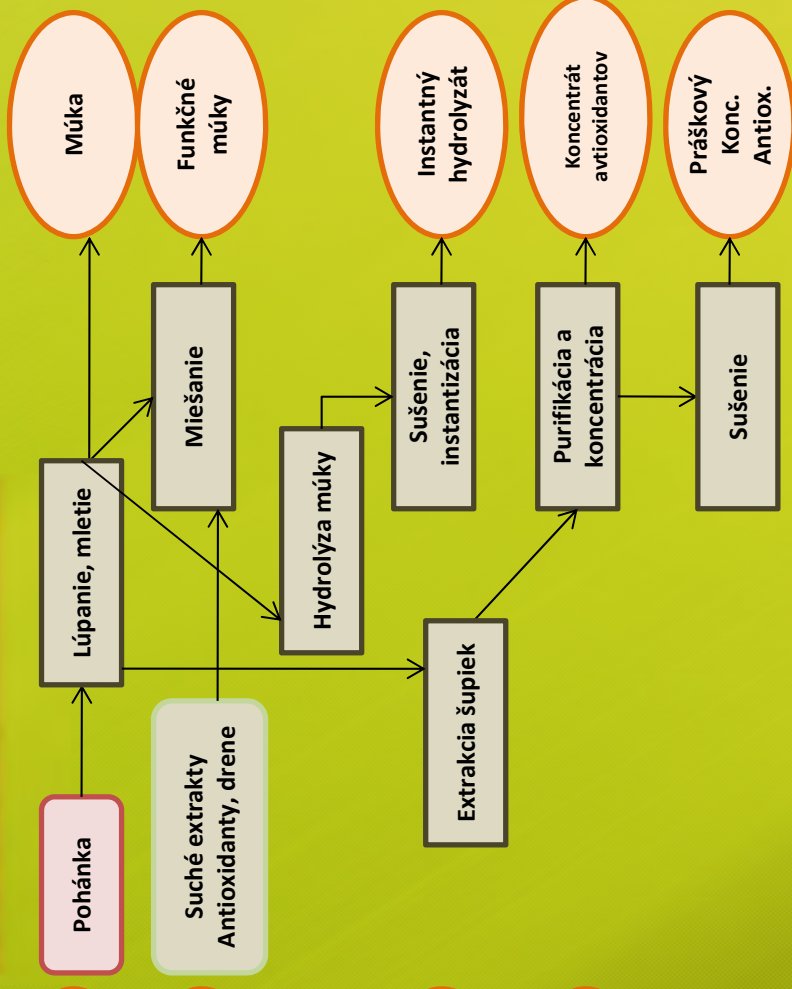 Pohánka
Lúpanie, mletie
Múka
Suché extrakty
Antioxidanty, drene
Miešanie
Funkčné
múky
Hydrolýza múky
Sušenie,
instantizácia
Instantný
hydrolyzát
Extrakcia šupiek
Purifikácia a
koncentrácia
Koncentrát
avtioxidantov
Sušenie
Práškový
Konc.
Antiox.